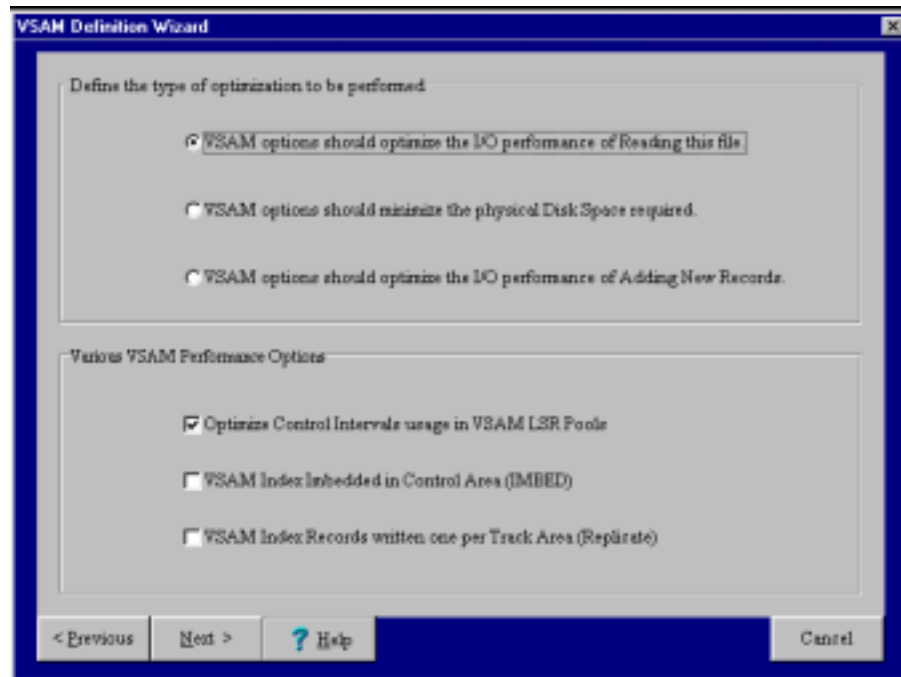 VSAM Definition Wizard
Define the type of optimization to be performed
VSAM options should optimize the I/O performance of Reading this file.
VSAM options should minimize the physical Disk Space required.
VSAM options should optimize the I/O performance of Adding New Records.
Various VSAM Performance Options
Optimize Control Intervals usage in VSAM LSR Pools
VSAM Index Imbedded in Control Area (IMBED)
VSAM Index Records written one per Track Area (Replicate)
< Previous
Next >
? Help
Cancel